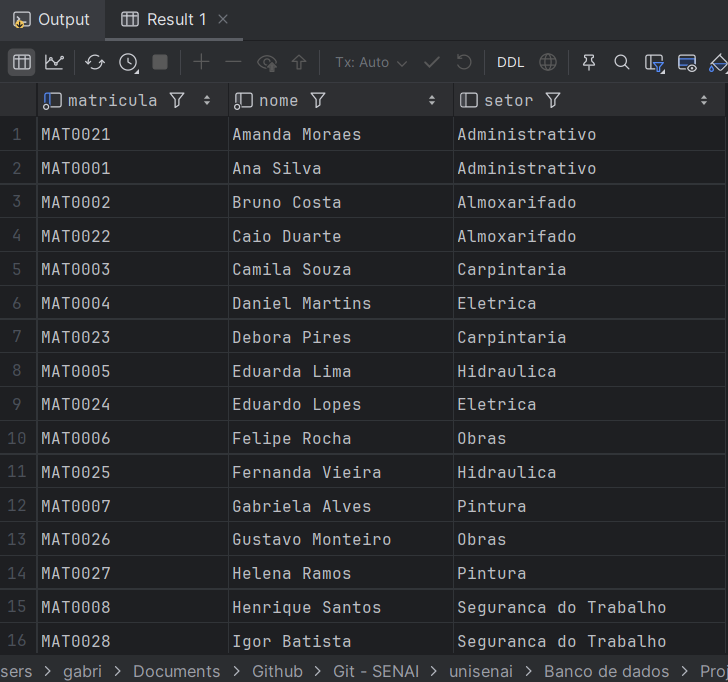 Output Result 1
Tx: Auto DDL
matricula nome setor
1 MAT0021 Amanda Moraes Administrativo
2 MAT0001 Ana Silva Administrativo
3 MAT0002 Bruno Costa Almoxarifado
4 MAT0022 Caio Duarte Almoxarifado
5 MAT0003 Camila Souza Carpintaria
6 MAT0004 Daniel Martins Eletrica
7 MAT0023 Debora Pires Carpintaria
8 MAT0005 Eduarda Lima Hidraulica
9 MAT0024 Eduardo Lopes Eletrica
10 MAT0006 Felipe Rocha Obras
11 MAT0025 Fernanda Vieira Hidraulica
12 MAT0007 Gabriela Alves Pintura
13 MAT0026 Gustavo Monteiro Obras
14 MAT0027 Helena Ramos Pintura
15 MAT0008 Henrique Santos Seguranca do Trabalho
16 MAT0028 Igor Batista Seguranca do Trabalho
sers > gabri > Documents > Github > Git - SENAI > unisenai > Banco de dados > Pro